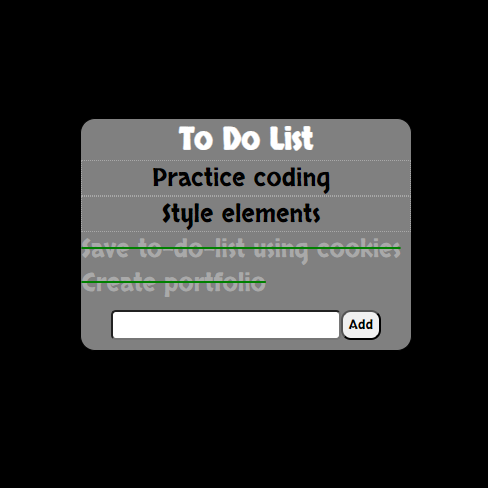 To Do List
Practice coding
Style elements
Save to-do-list using cookies
Create portfolio
Add